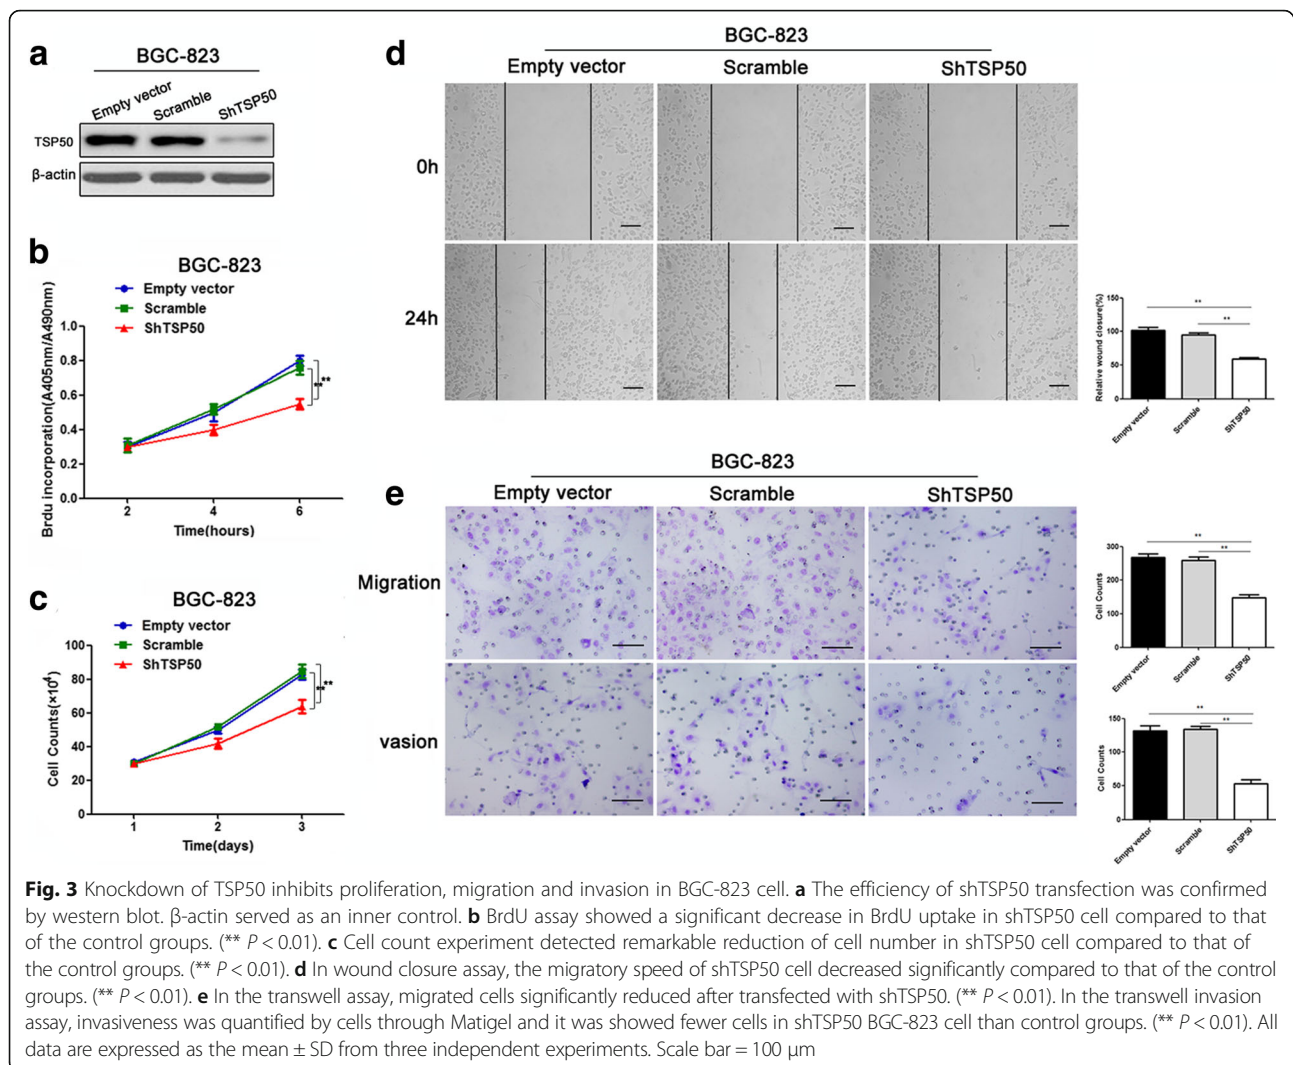 a
BGC-823
Empty vector
Scramble
ShTSP50
TSP50
β-actin
b
BGC-823
Empty vector
Scramble
ShTSP50
Brdu incorporation(A405nm/A490nm)
1.0
0.8
0.6
0.4
0.2
0.0
**
**
2
4
6
Time(hours)
c
BGC-823
Empty vector
Scramble
ShTSP50
Cell Counts(×10⁴)
100
80
60
40
20
0
**
**
1
2
3
Time(days)
d
BGC-823
Empty vector
Scramble
ShTSP50
0h
24h
Relative wound closure(%)
150
100
50
0
**
**
Empty vector
Scramble
ShTSP50
e
BGC-823
Empty vector
Scramble
ShTSP50
Migration
vasion
Cell Counts
300
200
100
0
**
**
Empty vector
Scramble
ShTSP50
Cell Counts
150
100
50
0
**
**
Empty vector
Scramble
ShTSP50
Fig. 3 Knockdown of TSP50 inhibits proliferation, migration and invasion in BGC-823 cell. a The efficiency of shTSP50 transfection was confirmed
by western blot. β-actin served as an inner control. b BrdU assay showed a significant decrease in BrdU uptake in shTSP50 cell compared to that
of the control groups. (** P < 0.01). c Cell count experiment detected remarkable reduction of cell number in shTSP50 cell compared to that of
the control groups. (** P < 0.01). d In wound closure assay, the migratory speed of shTSP50 cell decreased significantly compared to that of the control
groups. (** P < 0.01). e In the transwell assay, migrated cells significantly reduced after transfected with shTSP50. (** P < 0.01). In the transwell invasion
assay, invasiveness was quantified by cells through Matigel and it was showed fewer cells in shTSP50 BGC-823 cell than control groups. (** P < 0.01). All
data are expressed as the mean ± SD from three independent experiments. Scale bar = 100 μm